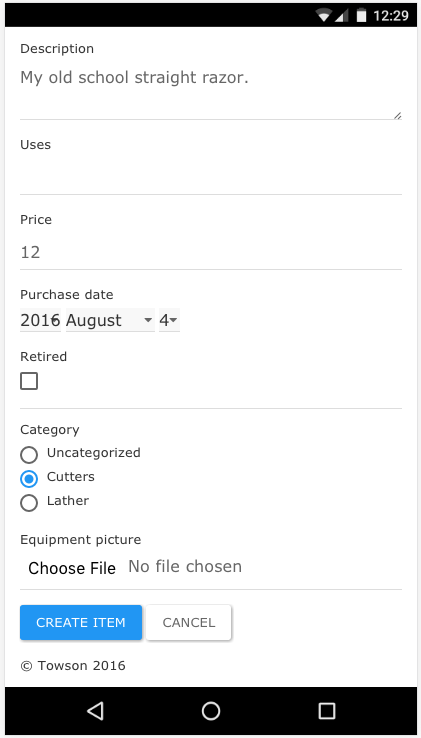 12:29
Description
My old school straight razor.
Uses
Price
12
Purchase date
2016 August 4
Retired
Category
Uncategorized
Cutters
Lather
Equipment picture
Choose File No file chosen
CREATE ITEM CANCEL
© Towson 2016